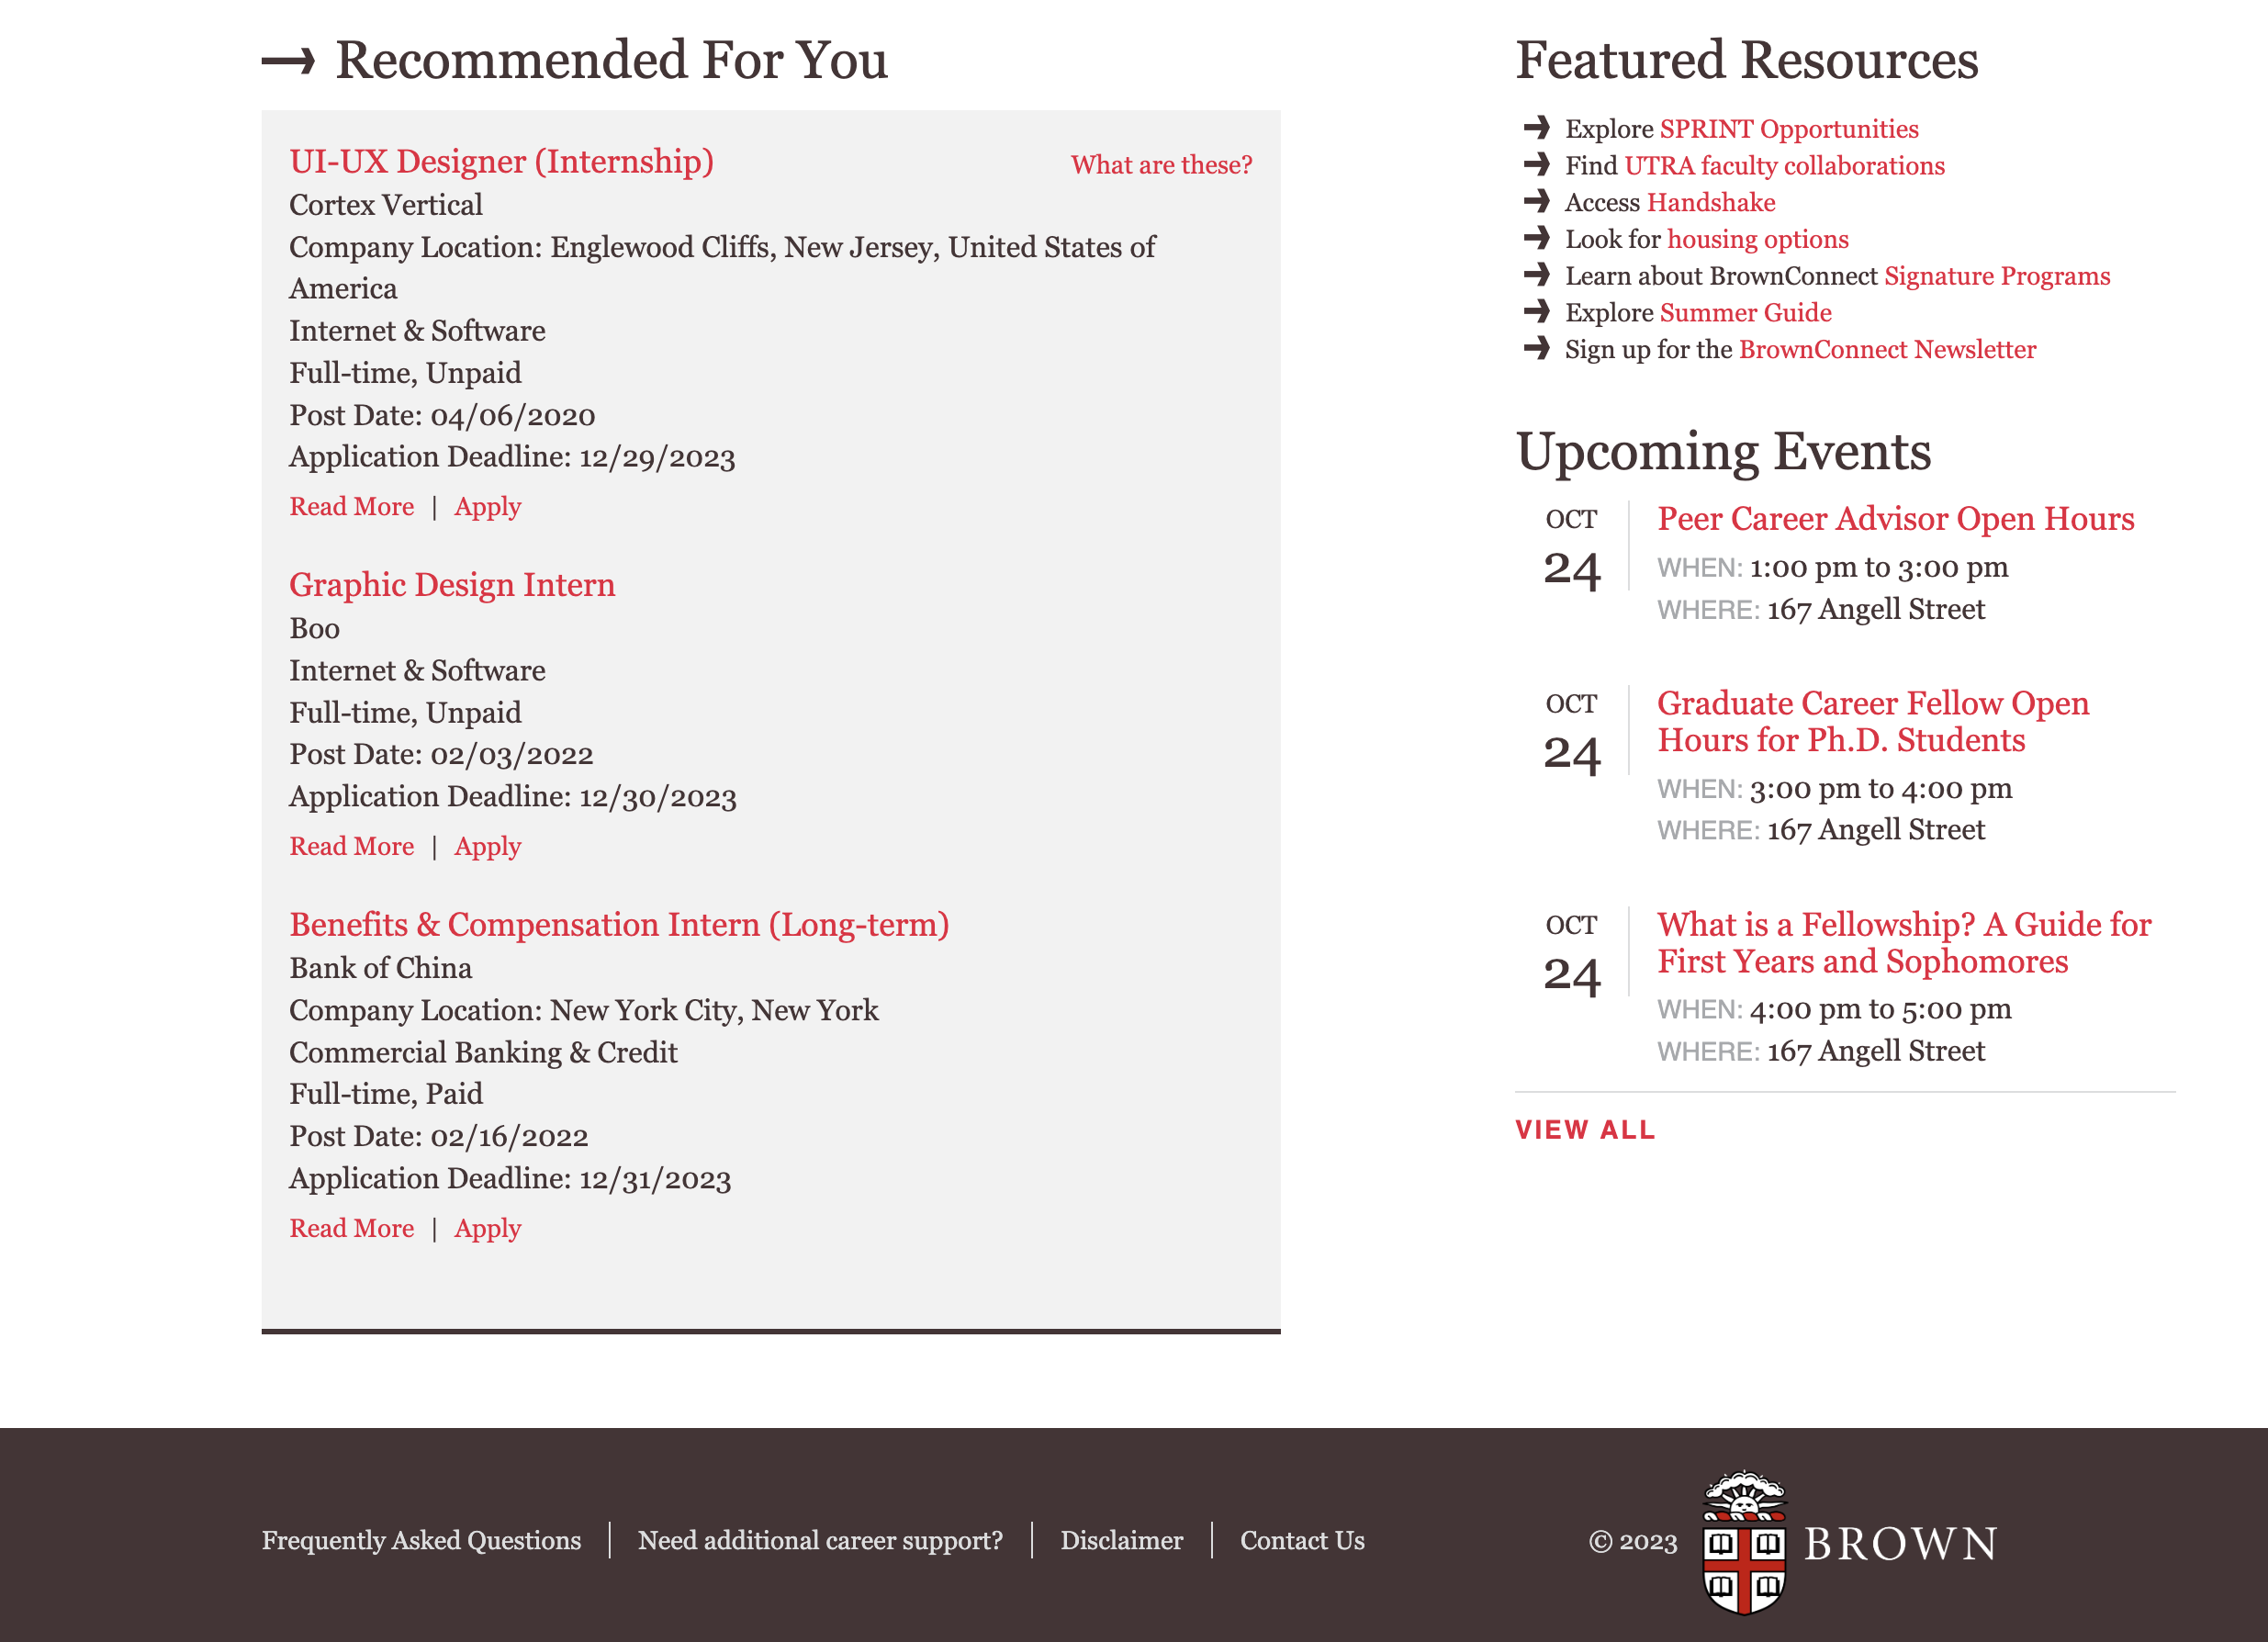 Recommended For You
UI-UX Designer (Internship)
What are these?
Cortex Vertical
Company Location: Englewood Cliffs, New Jersey, United States of
America
Internet & Software
Full-time, Unpaid
Post Date: 04/06/2020
Application Deadline: 12/29/2023
Read More | Apply
Graphic Design Intern
Boo
Internet & Software
Full-time, Unpaid
Post Date: 02/03/2022
Application Deadline: 12/30/2023
Read More | Apply
Benefits & Compensation Intern (Long-term)
Bank of China
Company Location: New York City, New York
Commercial Banking & Credit
Full-time, Paid
Post Date: 02/16/2022
Application Deadline: 12/31/2023
Read More | Apply
Featured Resources
Explore SPRINT Opportunities
Find UTRA faculty collaborations
Access Handshake
Look for housing options
Learn about BrownConnect Signature Programs
Explore Summer Guide
Sign up for the BrownConnect Newsletter
Upcoming Events
OCT
24
Peer Career Advisor Open Hours
WHEN: 1:00 pm to 3:00 pm
WHERE: 167 Angell Street
OCT
24
Graduate Career Fellow Open
Hours for Ph.D. Students
WHEN: 3:00 pm to 4:00 pm
WHERE: 167 Angell Street
OCT
24
What is a Fellowship? A Guide for
First Years and Sophomores
WHEN: 4:00 pm to 5:00 pm
WHERE: 167 Angell Street
VIEW ALL
Frequently Asked Questions | Need additional career support? | Disclaimer | Contact Us
© 2023
BROWN